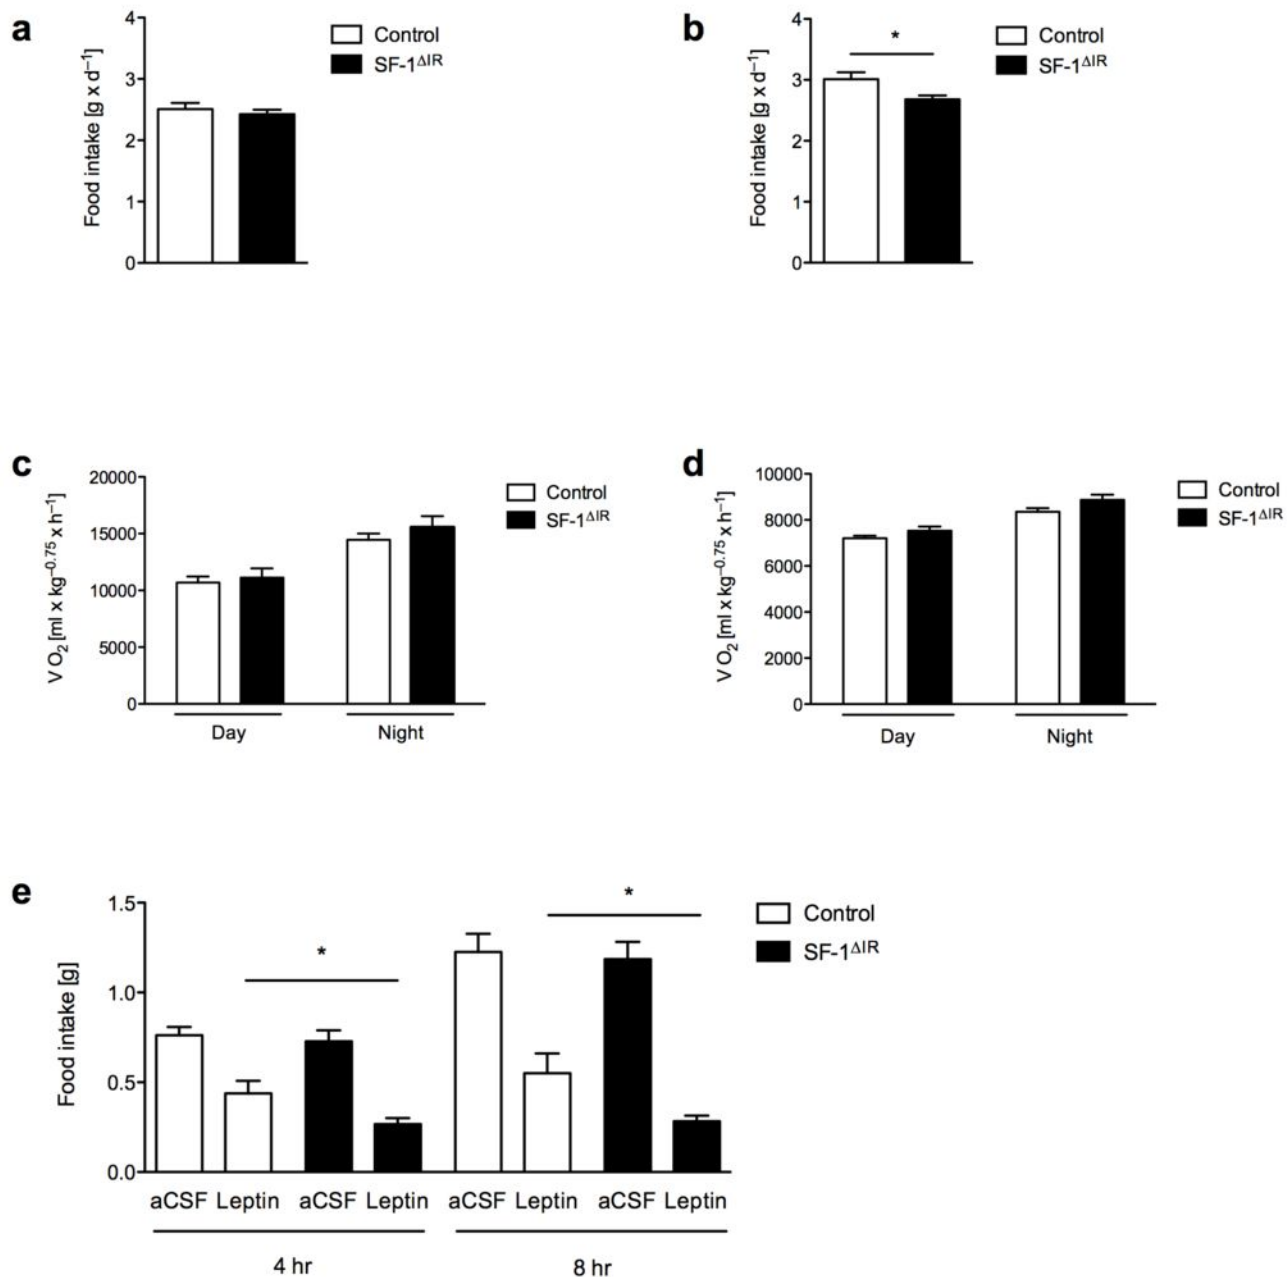 a
Food intake [g x d⁻¹]
4
3
2
1
0
Control
SF-1ΔIR
b
Food intake [g x d⁻¹]
4
3
2
1
0
*
Control
SF-1ΔIR
c
V O₂ [ml x kg⁻⁰·⁷⁵ x h⁻¹]
20000
15000
10000
5000
0
Day Night
Control
SF-1ΔIR
d
V O₂ [ml x kg⁻⁰·⁷⁵ x h⁻¹]
10000
8000
6000
4000
2000
0
Day Night
Control
SF-1ΔIR
e
Food intake [g]
1.5
1.0
0.5
0.0
*
*
Control
SF-1ΔIR
aCSF Leptin aCSF Leptin aCSF Leptin aCSF Leptin
4 hr 8 hr